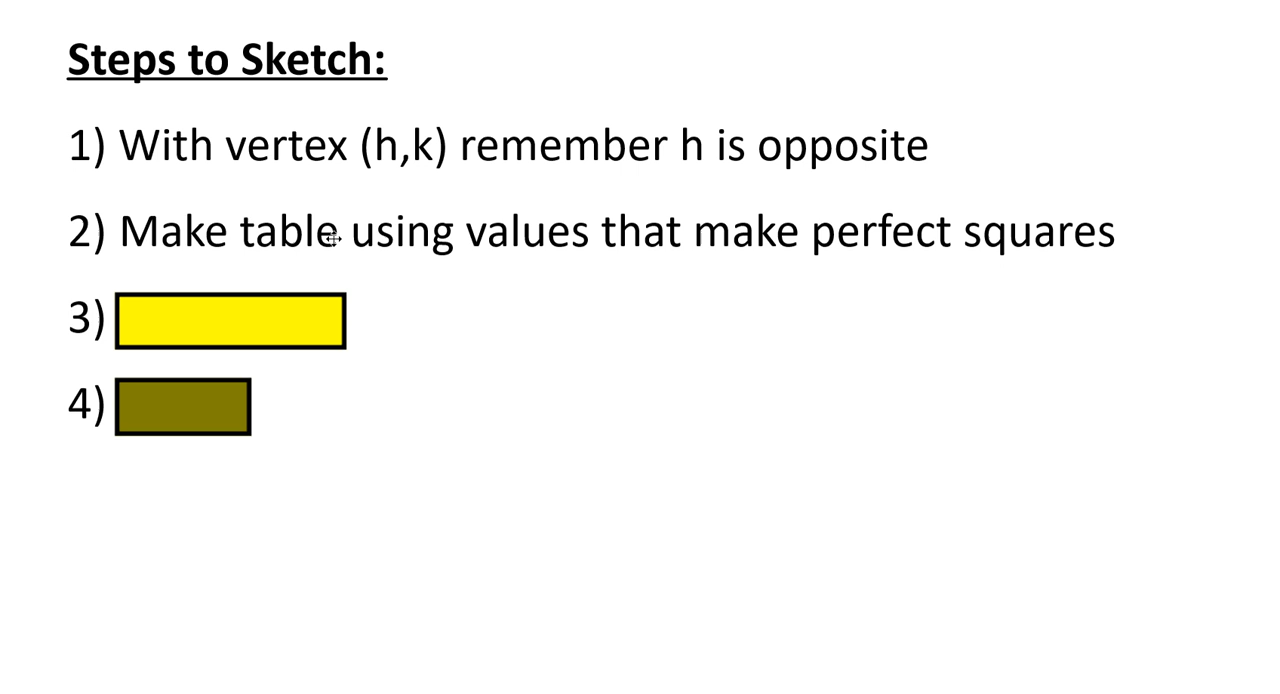 Steps to Sketch:
1) With vertex (h,k) remember h is opposite
2) Make table using values that make perfect squares
3)
4)